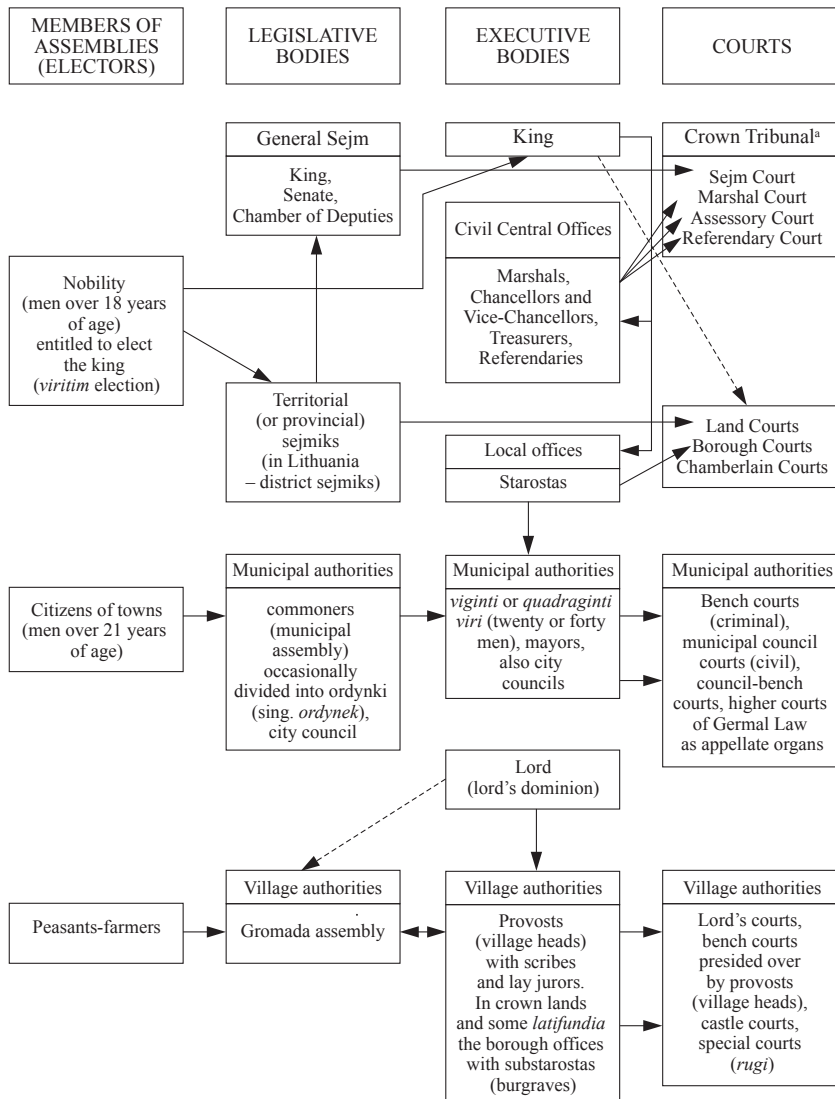 MEMBERS OF
ASSEMBLIES
(ELECTORS)
LEGISLATIVE
BODIES
EXECUTIVE
BODIES
COURTS
General Sejm
King,
Senate,
Chamber of Deputies
King
Crown Tribunalᵃ
Sejm Court
Marshal Court
Assessory Court
Referendary Court
Civil Central Offices
Marshals,
Chancellors and
Vice-Chancellors,
Treasurers,
Referendaries
Nobility
(men over 18 years
of age)
entitled to elect
the king
(viritim election)
Territorial
(or provincial)
sejmiks
(in Lithuania
– district sejmiks)
Local offices
Starostas
Land Courts
Borough Courts
Chamberlain Courts
Citizens of towns
(men over 21 years
of age)
Municipal authorities
commoners
(municipal
assembly)
occasionally
divided into ordynki
(sing. ordynek),
city council
Municipal authorities
viginti or quadraginti
viri (twenty or forty
men), mayors,
also city
councils
Municipal authorities
Bench courts
(criminal),
municipal council
courts (civil),
council-bench
courts, higher courts
of Germal Law
as appellate organs
Lord
(lord’s dominion)
Peasants-farmers
Village authorities
Gromada assembly
Village authorities
Provosts
(village heads)
with scribes
and lay jurors.
In crown lands
and some latifundia
the borough offices
with substarostas
(burgraves)
Village authorities
Lord’s courts,
bench courts
presided over
by provosts
(village heads),
castle courts,
special courts
(rugi)